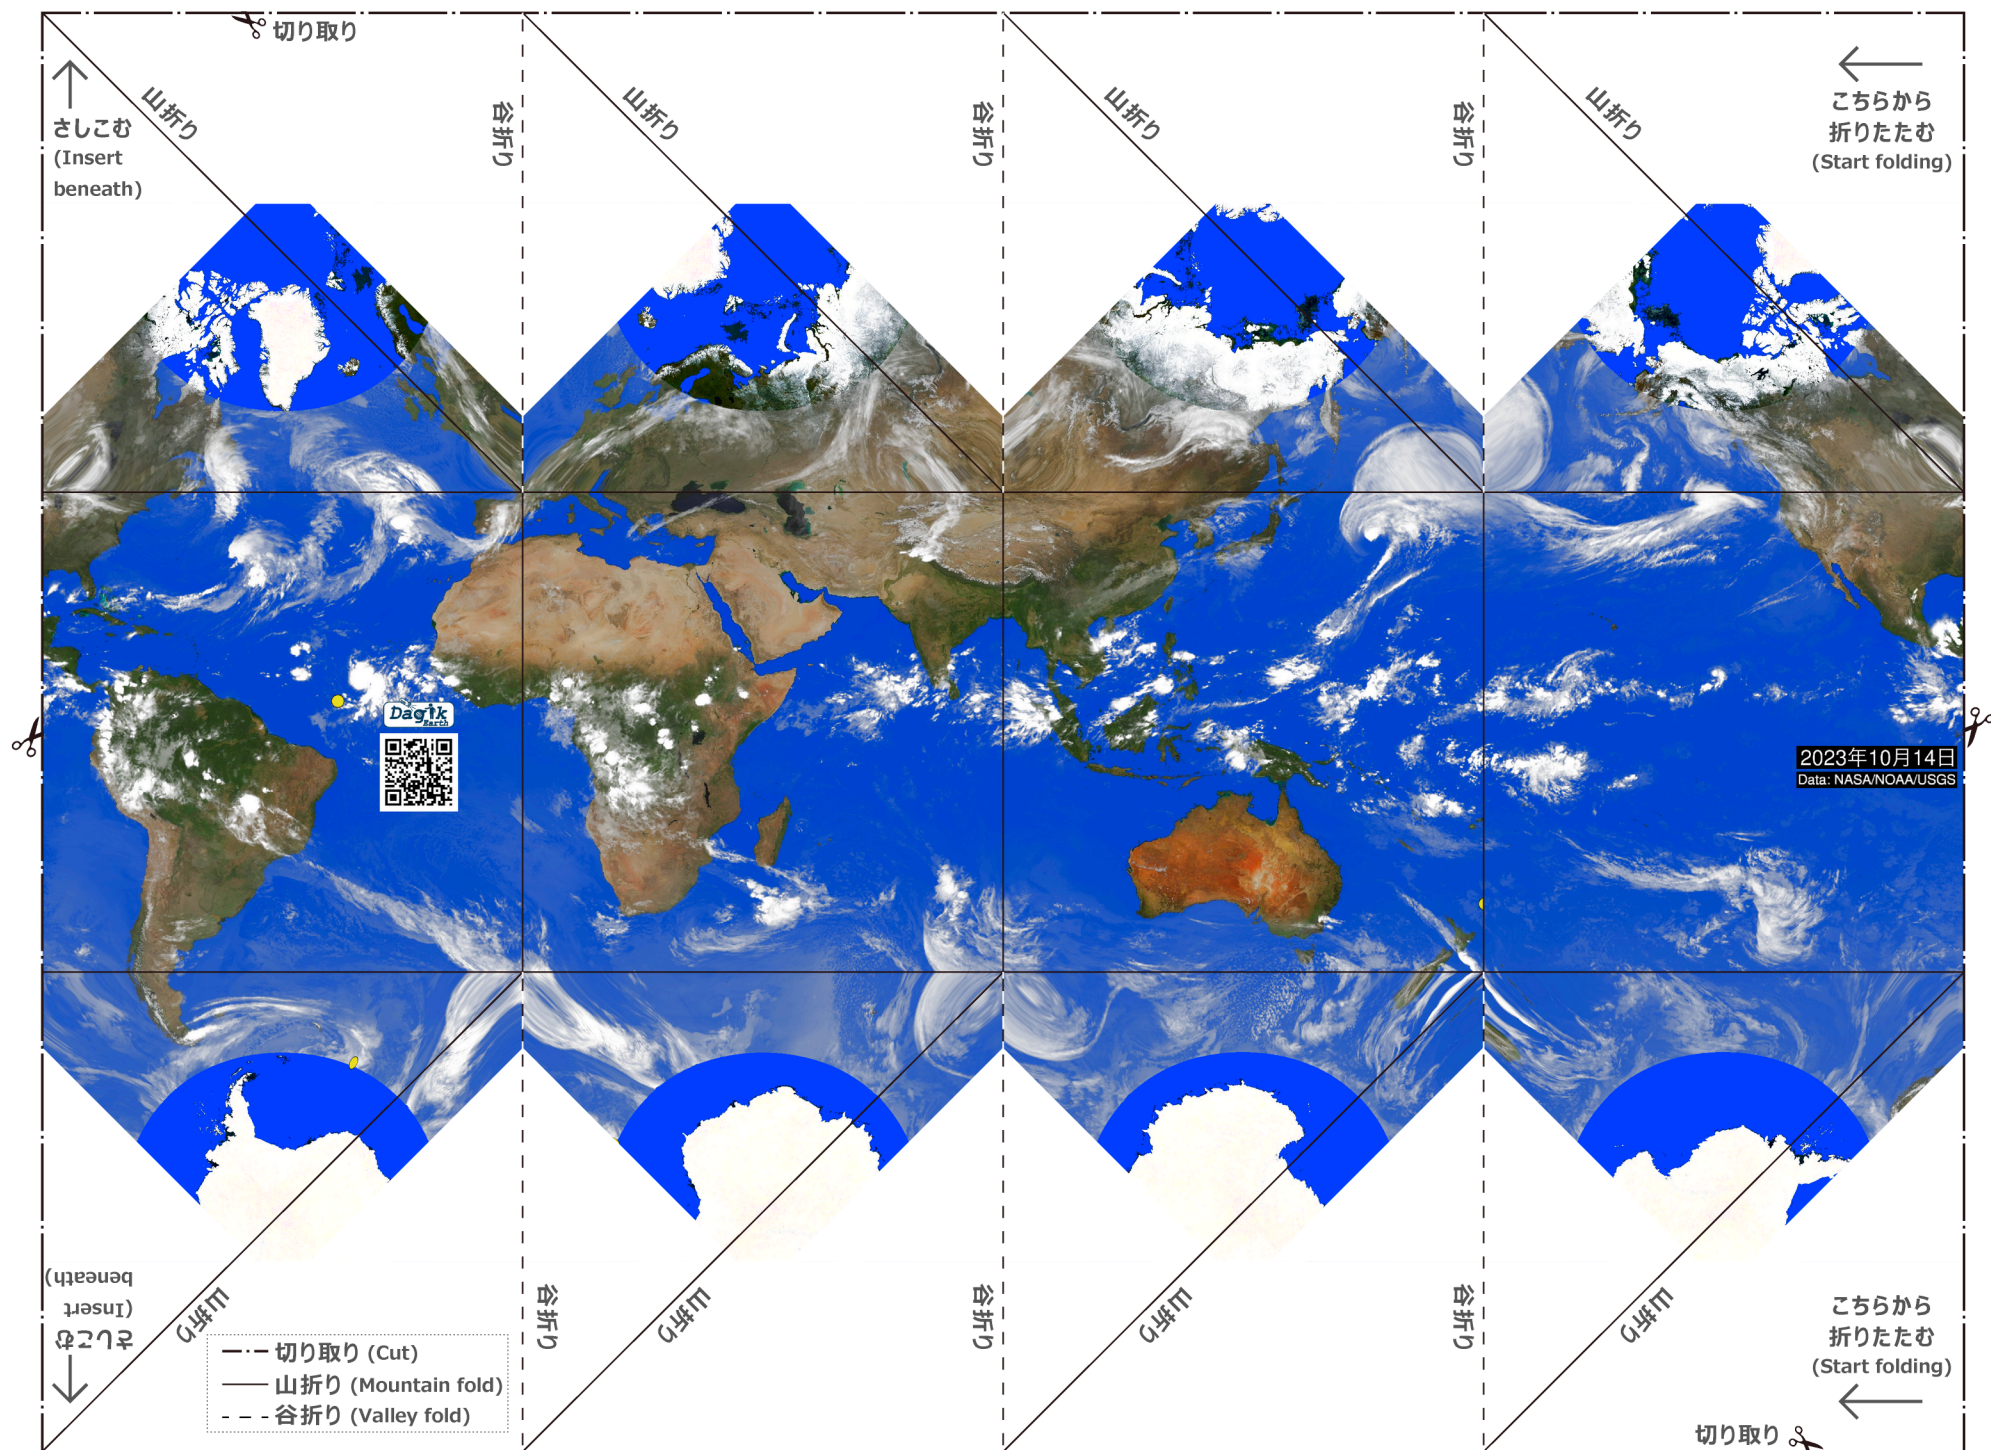 切り取り
さしこむ
(Insert
beneath)
山折り
谷折り
山折り
谷折り
山折り
谷折り
山折り
こちらから
折りたたむ
(Start folding)
Dagik
Earth
2023年10月14日
Data: NASA/NOAA/USGS
さしこむ
(Insert
beneath)
山折り
谷折り
山折り
谷折り
山折り
谷折り
山折り
こちらから
折りたたむ
(Start folding)
切り取り (Cut)
山折り (Mountain fold)
谷折り (Valley fold)
切り取り